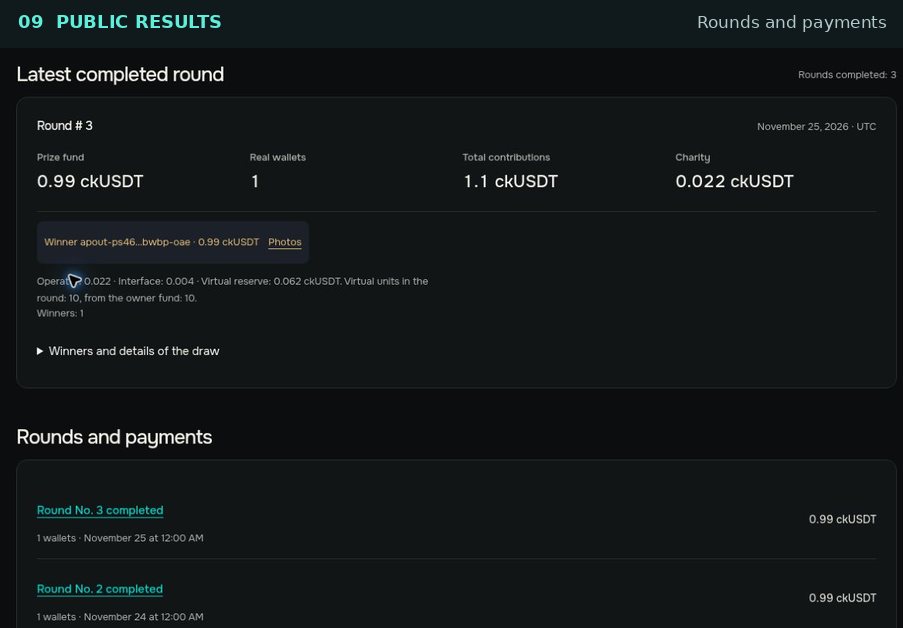 09 PUBLIC RESULTS
Rounds and payments
Latest completed round
Rounds completed: 3
Round # 3
November 25, 2026 · UTC
Prize fund
Real wallets
Total contributions
Charity
0.99 ckUSDT
1
1.1 ckUSDT
0.022 ckUSDT
Winner apout-ps46...bwbp-oae · 0.99 ckUSDT Photos
0.022 · Interface: 0.004 · Virtual reserve: 0.062 ckUSDT. Virtual units in the
round: 10, from the owner fund: 10.
Winners: 1
Winners and details of the draw
Rounds and payments
Round No. 3 completed
0.99 ckUSDT
1 wallets · November 25 at 12:00 AM
Round No. 2 completed
0.99 ckUSDT
1 wallets · November 24 at 12:00 AM